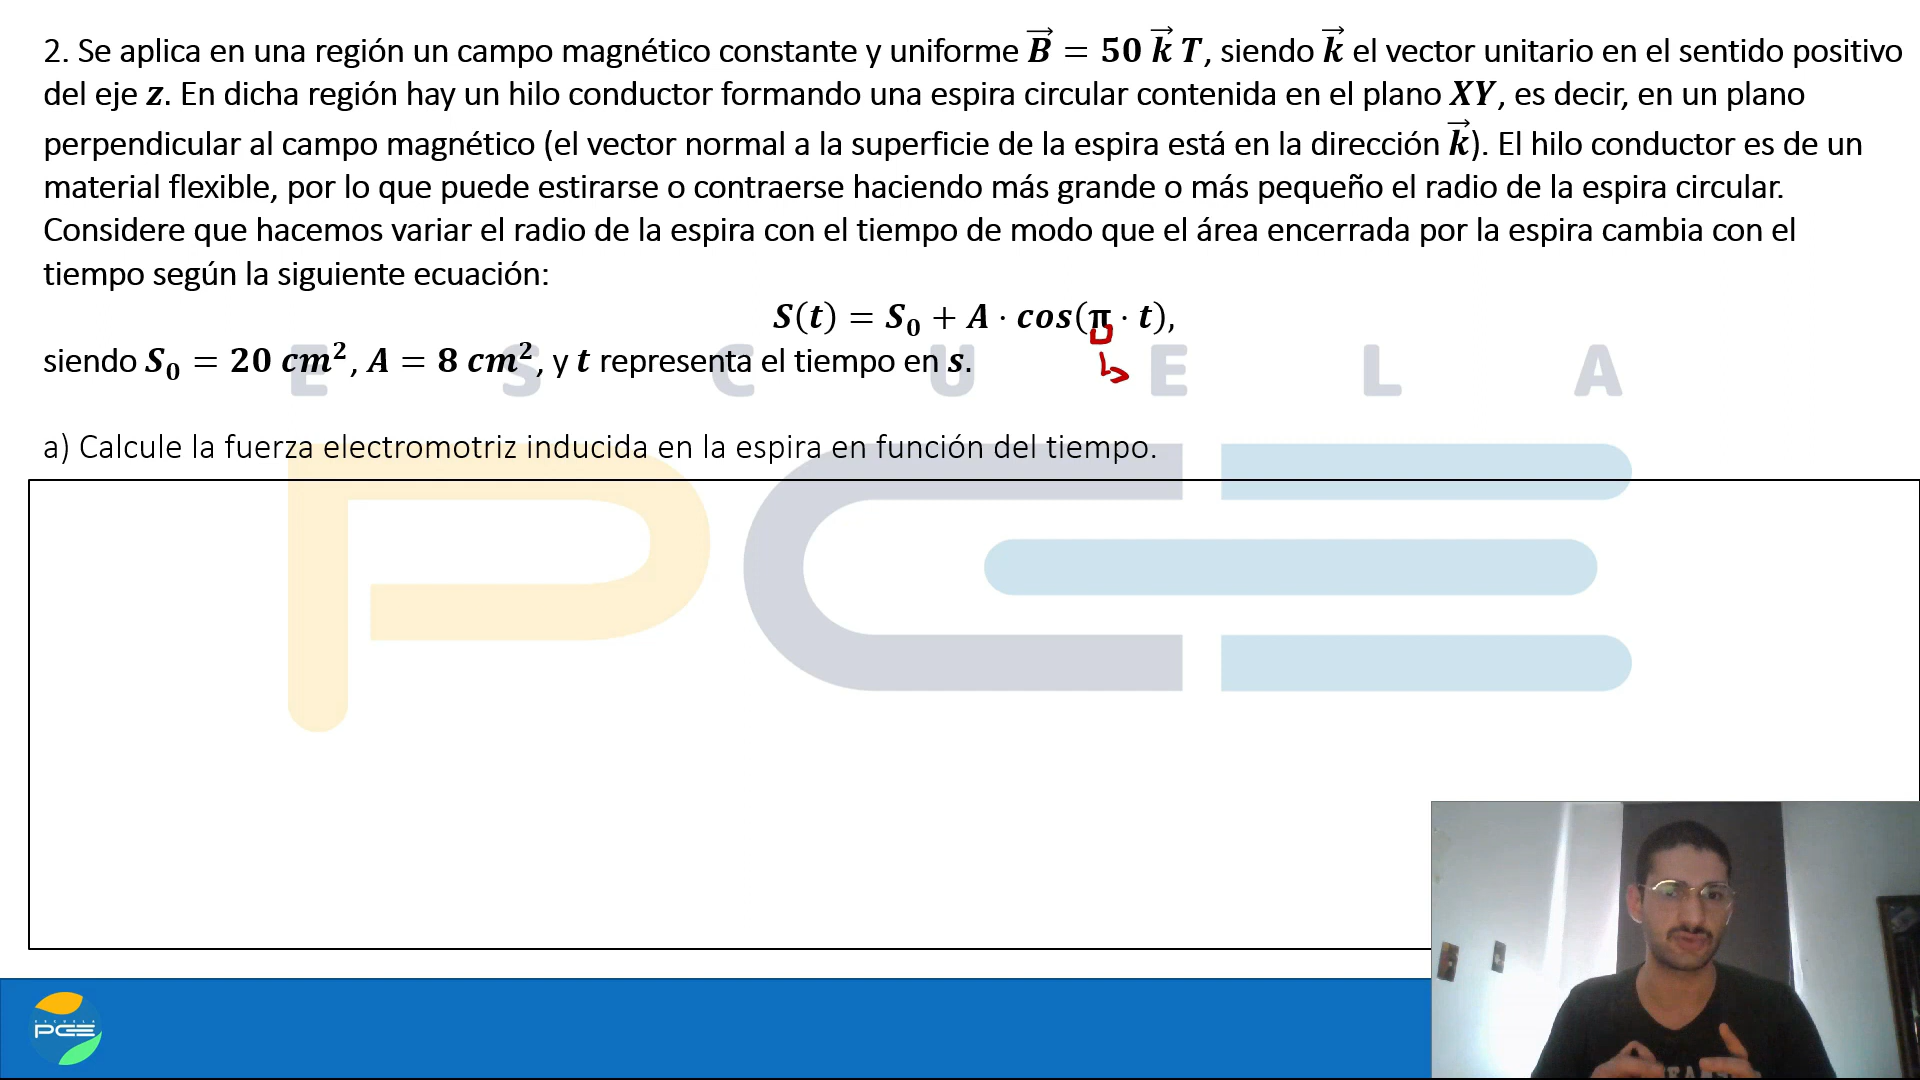 2. Se aplica en una región un campo magnético constante y uniforme B⃗ = 50 k⃗ T, siendo k⃗ el vector unitario en el sentido positivo
del eje z. En dicha región hay un hilo conductor formando una espira circular contenida en el plano XY, es decir, en un plano
perpendicular al campo magnético (el vector normal a la superficie de la espira está en la dirección k⃗). El hilo conductor es de un
material flexible, por lo que puede estirarse o contraerse haciendo más grande o más pequeño el radio de la espira circular.
Considere que hacemos variar el radio de la espira con el tiempo de modo que el área encerrada por la espira cambia con el
tiempo según la siguiente ecuación:
S(t) = S₀ + A · cos(π · t),
siendo S₀ = 20 cm², A = 8 cm², y t representa el tiempo en s.
E S C U E L A
a) Calcule la fuerza electromotriz inducida en la espira en función del tiempo.
PCE
ESCUELA
PCE